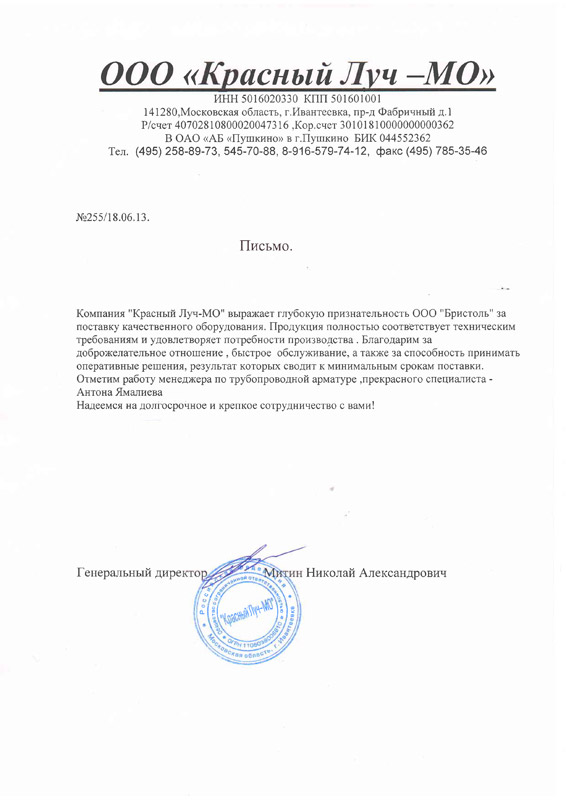 ООО «Красный Луч –МО»
ИНН 5016020330 КПП 501601001
141280,Московская область, г.Ивантеевка, пр-д Фабричный д.1
Р/счет 40702810800020047316 ,Кор.счет 30101810000000000362
В ОАО «АБ «Пушкино» в г.Пушкино БИК 044552362
Тел. (495) 258-89-73, 545-70-88, 8-916-579-74-12, факс (495) 785-35-46
№255/18.06.13.
Письмо.
Компания "Красный Луч-МО" выражает глубокую признательность ООО "Бристоль" за
поставку качественного оборудования. Продукция полностью соответствует техническим
требованиям и удовлетворяет потребности производства . Благодарим за
доброжелательное отношение , быстрое обслуживание, а также за способность принимать
оперативные решения, результат которых сводит к минимальным срокам поставки.
Отметим работу менеджера по трубопроводной арматуре ,прекрасного специалиста -
Антона Ямалиева
Надеемся на долгосрочное и крепкое сотрудничество с вами!
Генеральный директор Митин Николай Александрович
"Красный Луч-МО"
Московская область, г. Ивантеевка